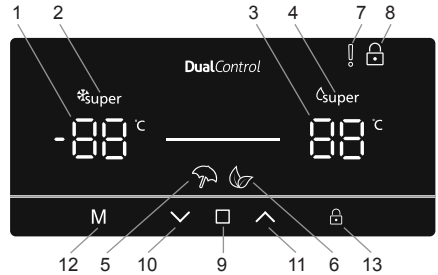 1 2 3 4 7 8
DualControl
super super
-88 °C 88 °C
M
12 5 10 9 11 6 13